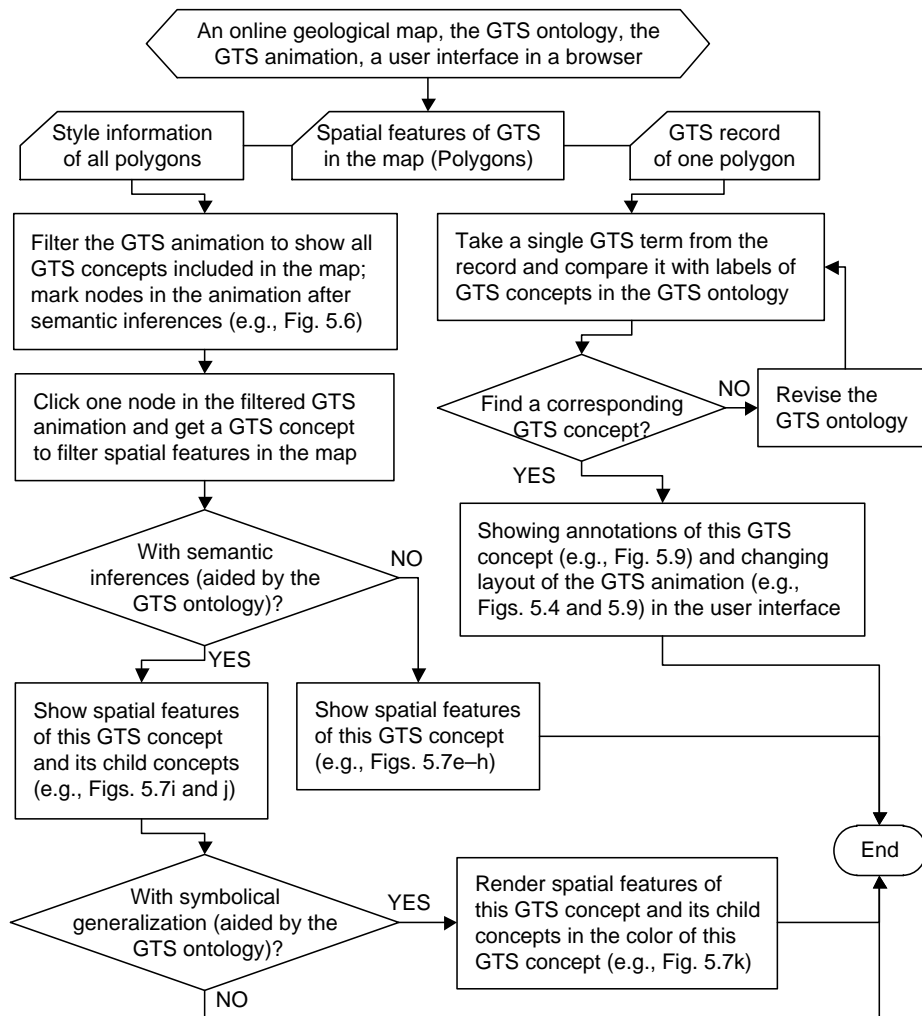 An online geological map, the GTS ontology, the
GTS animation, a user interface in a browser
Style information
of all polygons
Spatial features of GTS
in the map (Polygons)
GTS record
of one polygon
Filter the GTS animation to show all
GTS concepts included in the map;
mark nodes in the animation after
semantic inferences (e.g., Fig. 5.6)
Take a single GTS term from the
record and compare it with labels of
GTS concepts in the GTS ontology
Click one node in the filtered GTS
animation and get a GTS concept
to filter spatial features in the map
Find a corresponding
GTS concept?
NO
Revise the
GTS ontology
YES
Showing annotations of this GTS
concept (e.g., Fig. 5.9) and changing
layout of the GTS animation (e.g.,
Figs. 5.4 and 5.9) in the user interface
With semantic
inferences (aided by the
GTS ontology)?
NO
YES
Show spatial features
of this GTS concept
and its child concepts
(e.g., Figs. 5.7i and j)
Show spatial features
of this GTS concept
(e.g., Figs. 5.7e–h)
End
With symbolical
generalization (aided by the
GTS ontology)?
YES
Render spatial features of
this GTS concept and its child
concepts in the color of this
GTS concept (e.g., Fig. 5.7k)
NO